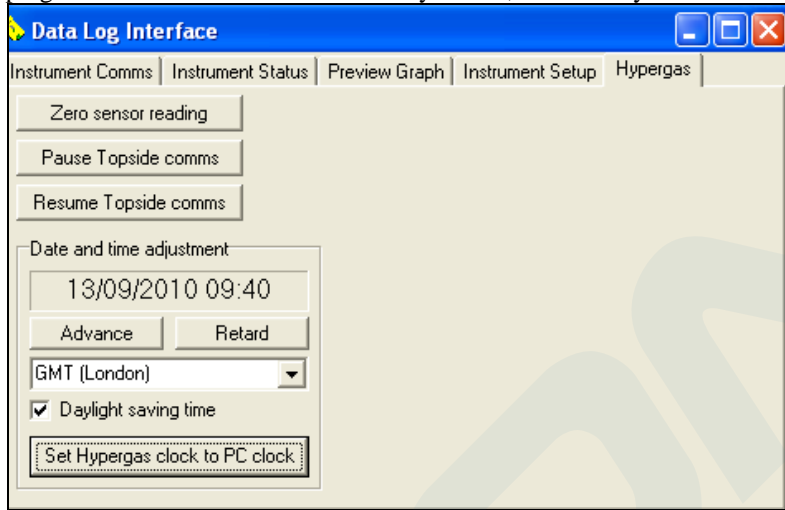 Data Log Interface
Instrument Comms Instrument Status Preview Graph Instrument Setup Hypergas
Zero sensor reading
Pause Topside comms
Resume Topside comms
Date and time adjustment
13/09/2010 09:40
Advance Retard
GMT (London)
Daylight saving time
Set Hypergas clock to PC clock